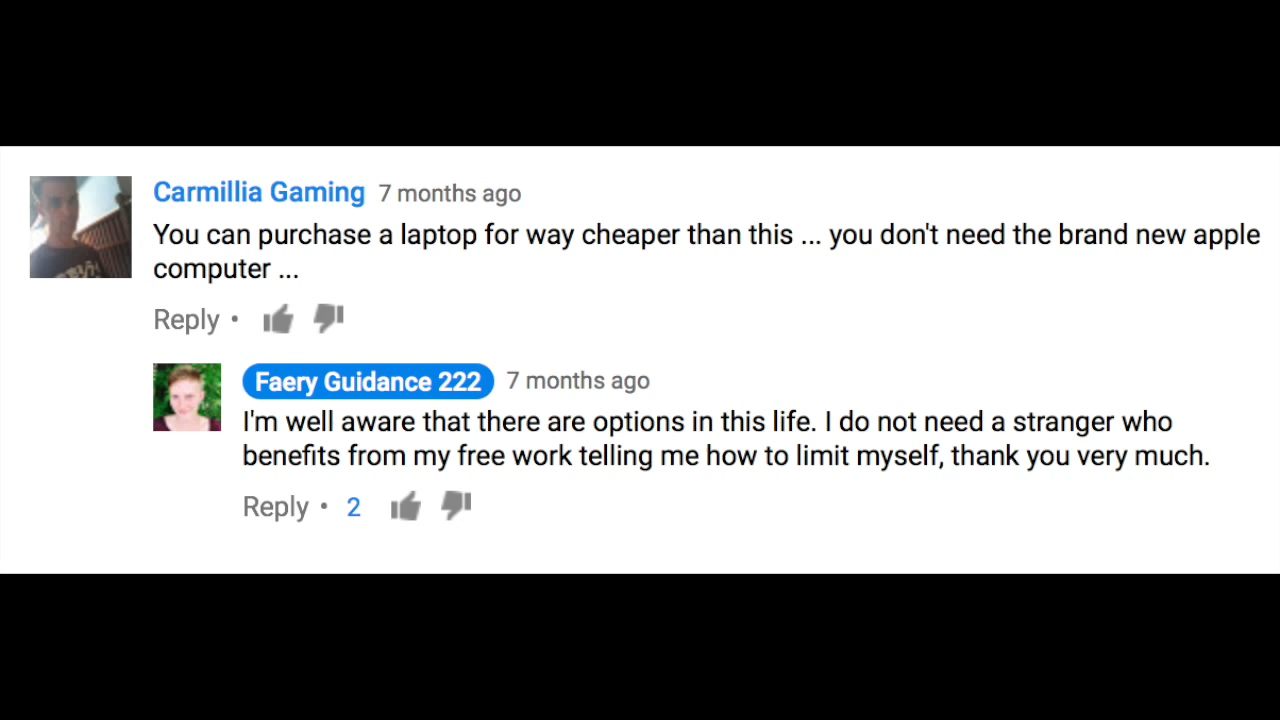 Carmillia Gaming 7 months ago
You can purchase a laptop for way cheaper than this ... you don't need the brand new apple
computer ...
Reply •
Faery Guidance 222 7 months ago
I'm well aware that there are options in this life. I do not need a stranger who
benefits from my free work telling me how to limit myself, thank you very much.
Reply • 2